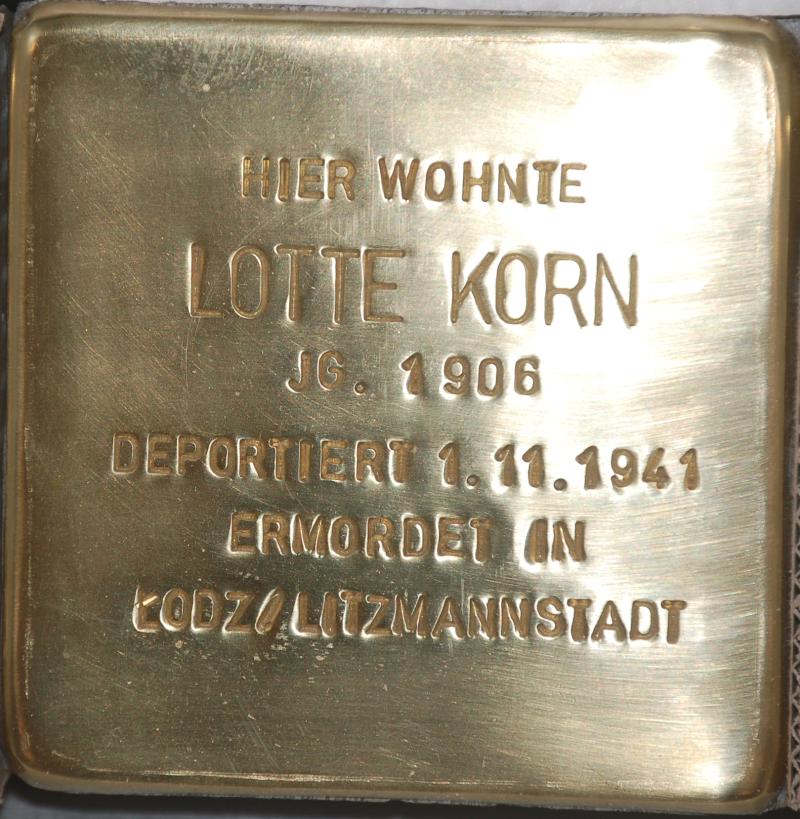 HIER WOHNTE
LOTTE KORN
JG. 1906
DEPORTIERT 1.11.1941
ERMORDET IN
ŁODZ/LITZMANNSTADT